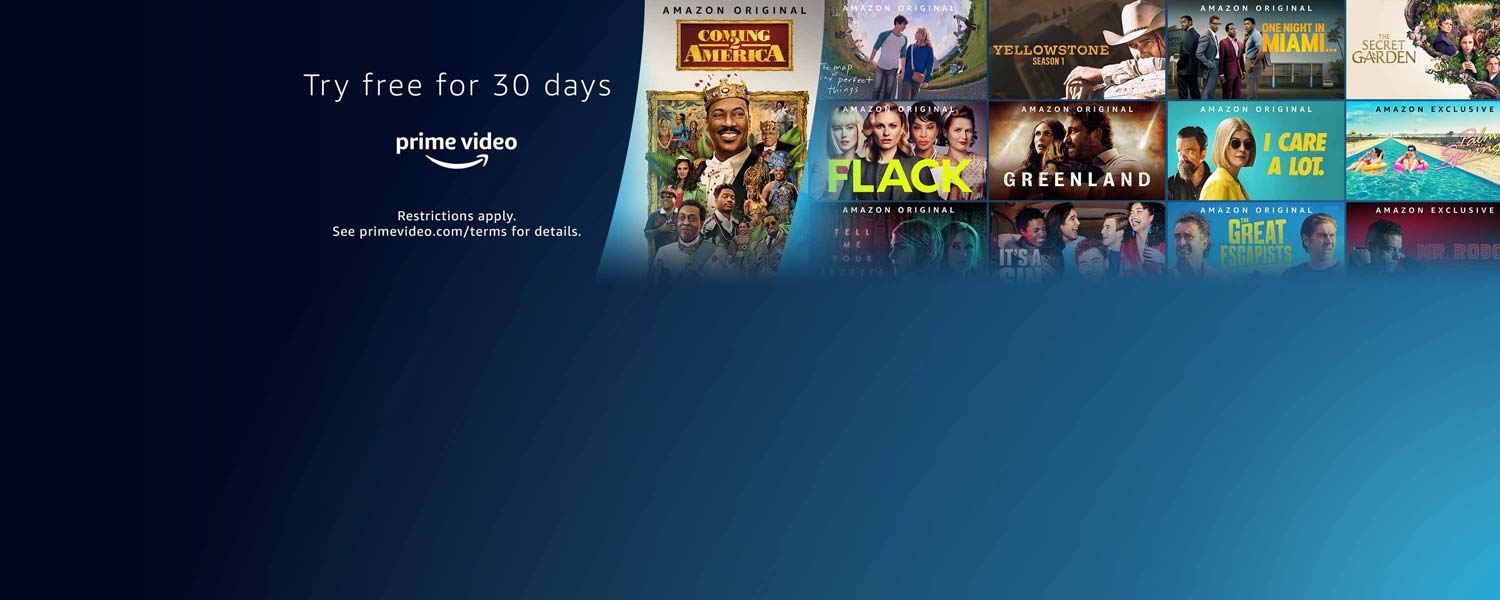 Try free for 30 days
prime video
Restrictions apply.
See primevideo.com/terms for details.
AMAZON ORIGINAL
COMING
2
AMERICA
AMAZON ORIGINAL
the map
of tiny perfect
things
YELLOWSTONE
SEASON 1
AMAZON ORIGINAL
ONE NIGHT IN
MIAMI...
THE
SECRET
GARDEN
AMAZON ORIGINAL
FLACK
AMAZON ORIGINAL
GREENLAND
AMAZON ORIGINAL
I CARE
A LOT.
AMAZON EXCLUSIVE
Palm
Springs
AMAZON ORIGINAL
TELL
ME
YOUR
SECRETS
IT'S A
SIN
AMAZON ORIGINAL
THE
GREAT
ESCAPISTS
AMAZON EXCLUSIVE
MR. ROBO